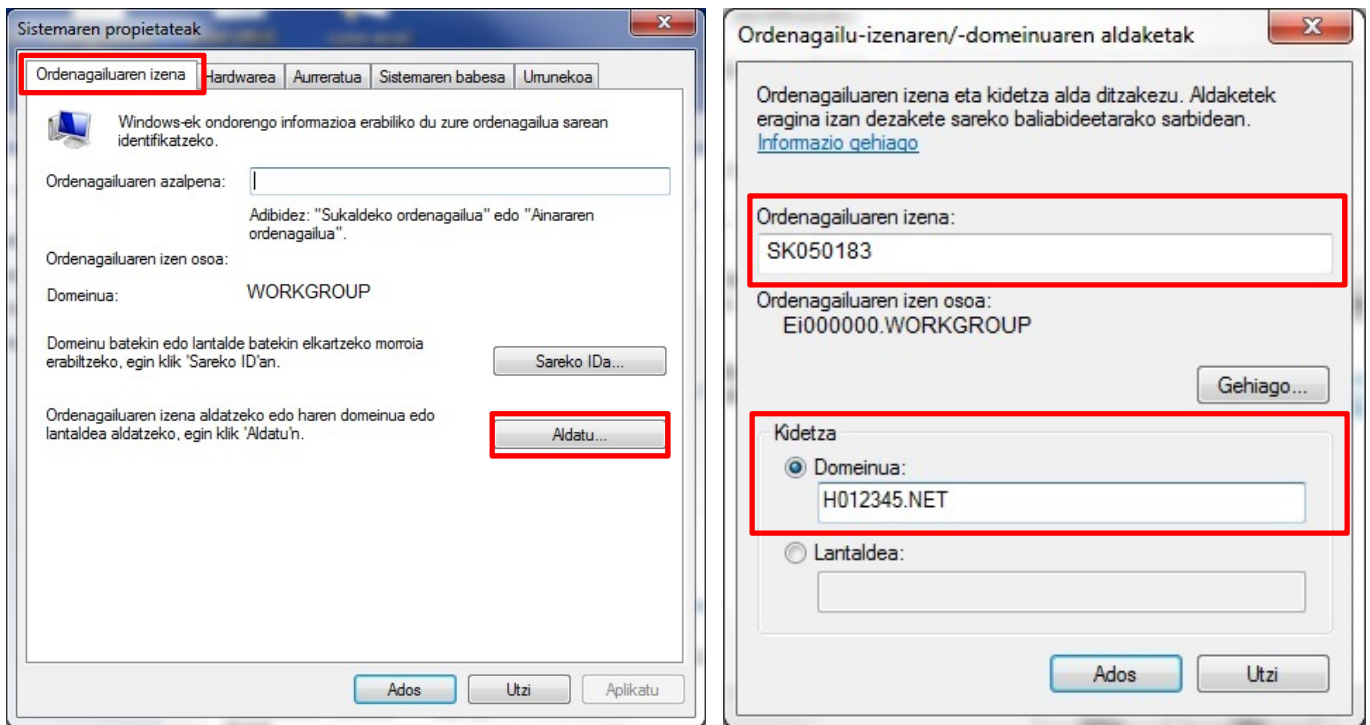 Sistemaren propietateak
Ordenagailuaren izena
Hardwarea
Aurreratua
Sistemaren babesa
Urrunekoa
Windows-ek ondorengo informazioa erabiliko du zure ordenagailua sarean
identifikatzeko.
Ordenagailuaren azalpena:
Adibidez: "Sukaldeko ordenagailua" edo "Ainararen
ordenagailua".
Ordenagailuaren izen osoa:
Domeinua:
WORKGROUP
Domeinu batekin edo lantalde batekin elkartzeko morroia
erabiltzeko, egin klik 'Sareko ID'an.
Sareko IDa...
Ordenagailuaren izena aldatzeko edo haren domeinua edo
lantaldea aldatzeko, egin klik 'Aldatu'n.
Aldatu...
Ados
Utzi
Aplikatu
Ordenagailu-izenaren/-domeinuaren aldaketak
Ordenagailuaren izena eta kidetza alda ditzakezu. Aldaketek
eragina izan dezakete sareko baliabideetarako sarbidean.
Informazio gehiago
Ordenagailuaren izena:
SK050183
Ordenagailuaren izen osoa:
Ei000000.WORKGROUP
Gehiago...
Kidetza
Domeinua:
H012345.NET
Lantaldea:
Ados
Utzi